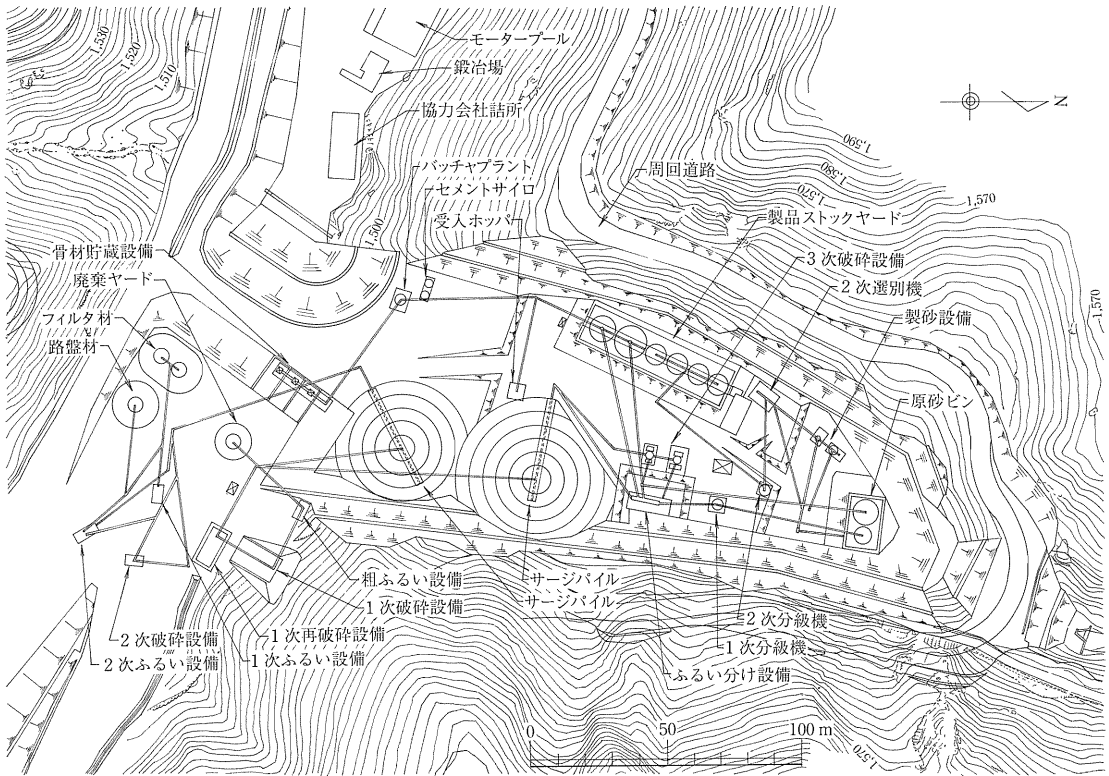 モータープール
鍛冶場
協力会社詰所
バッチャプラント
セメントサイロ
受入ホッパ
周回道路
製品ストックヤード
3次破砕設備
2次選別機
製砂設備
原砂ビン
骨材貯蔵設備
廃棄ヤード
フィルタ材
路盤材
粗ふるい設備
1次破砕設備
1次再破砕設備
1次ふるい設備
2次破砕設備
2次ふるい設備
サージパイル
サージパイル
2次分級機
1次分級機
ふるい分け設備
1,530
1,520
1,510
1,500
1,590
1,580
1,570
1,570
1,570
1,570
N
0 50 100 m